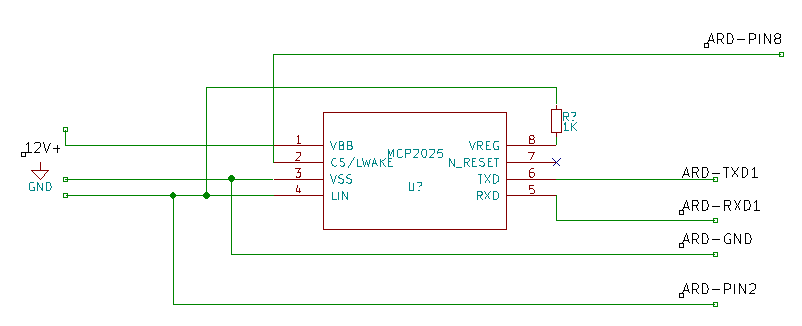 ARD-PIN8
R?
1K
12V+
GND
1 VBB
2 CS/LWAKE
3 VSS
4 LIN
MCP2025
U?
VREG 8
N_RESET 7
TXD 6
RXD 5
ARD-TXD1
ARD-RXD1
ARD-GND
ARD-PIN2